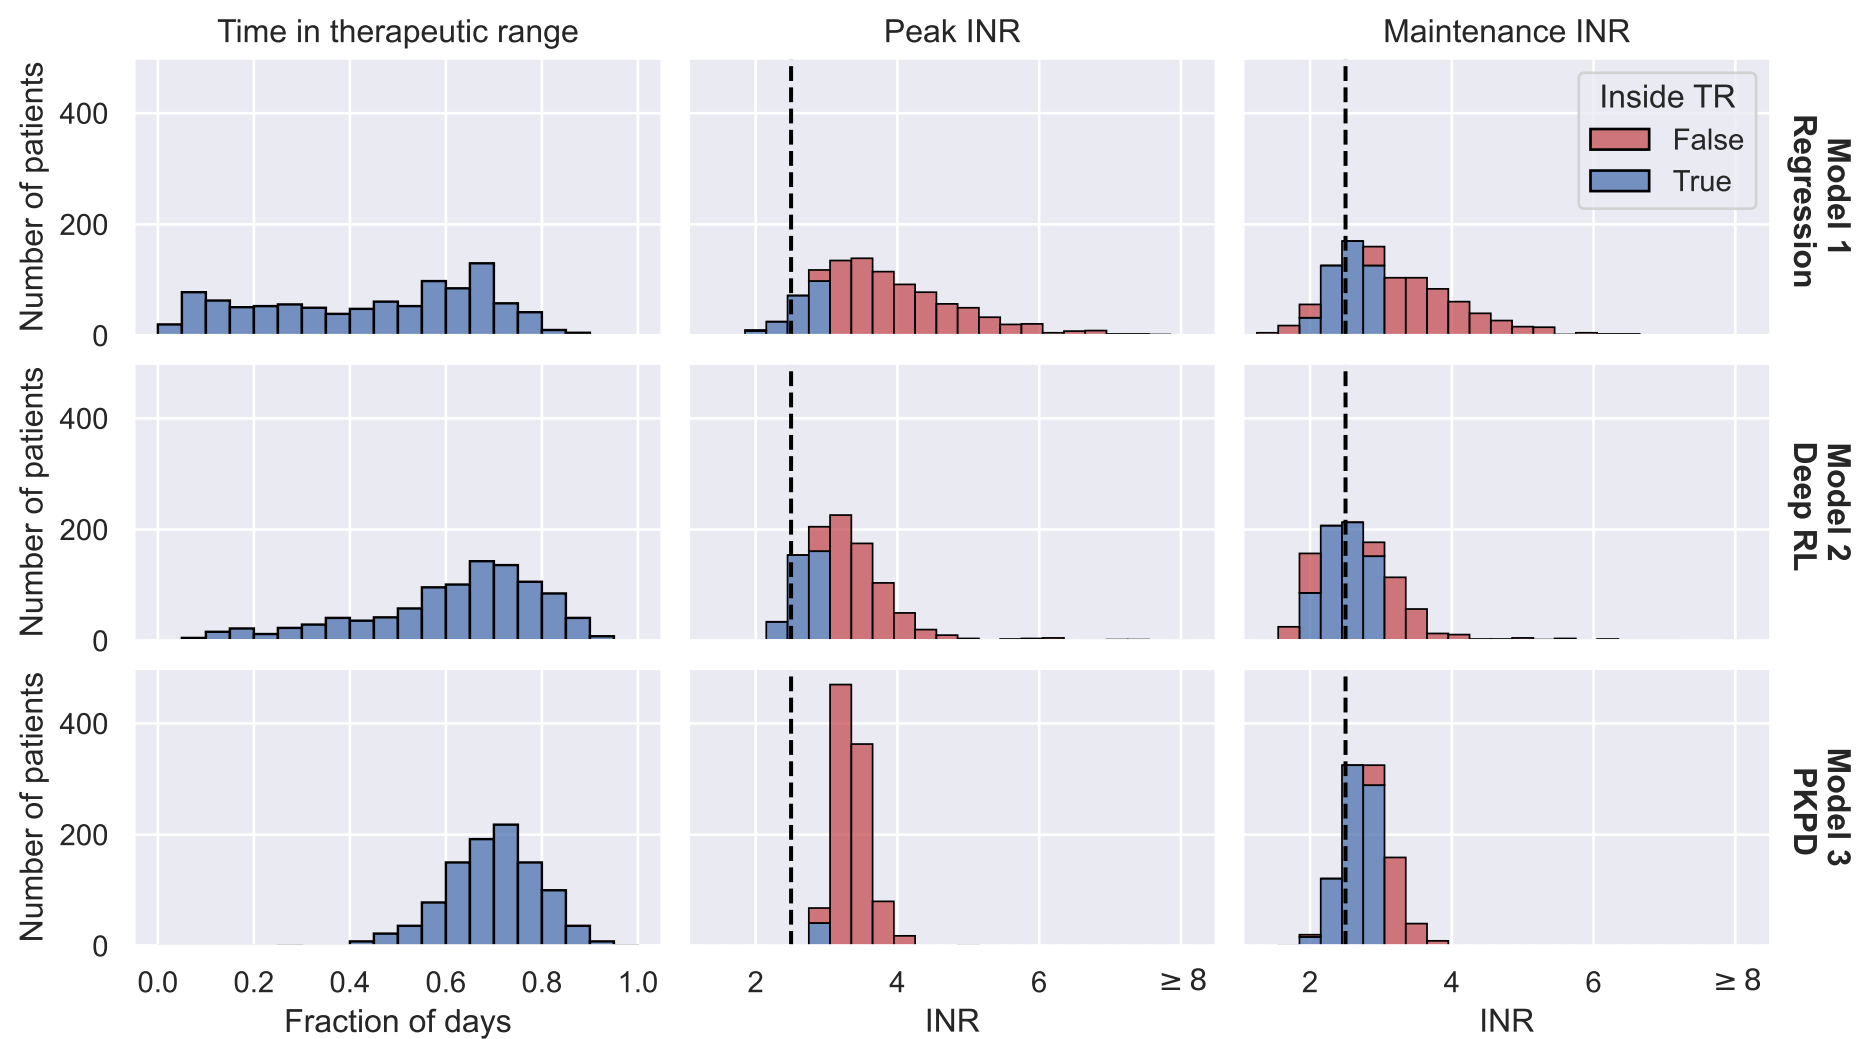 Time in therapeutic range
Peak INR
Maintenance INR
Number of patients
400
200
0
Inside TR
False
True
Model 1
Regression
Number of patients
400
200
0
Model 2
Deep RL
Number of patients
400
200
0
Model 3
PKPD
0.0 0.2 0.4 0.6 0.8 1.0
2 4 6 ≥ 8
2 4 6 ≥ 8
Fraction of days
INR
INR